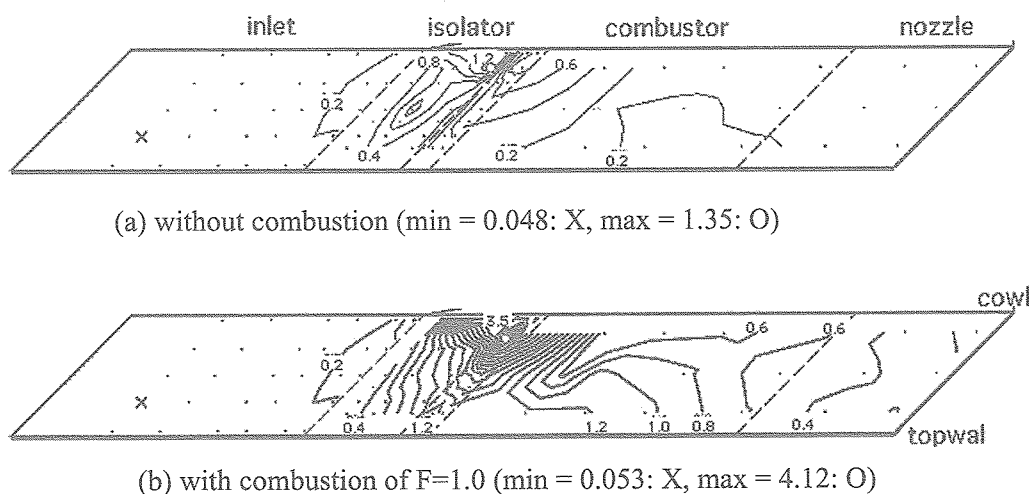 inlet isolator combustor nozzle
0.8 1.2 0.6
0.2
0.4 0.2 0.2
X
(a) without combustion (min = 0.048: X, max = 1.35: O)
cowl
3.5 0.6 0.6
0.2
X
0.4 1.2 1.2 1.0 0.8 0.4
topwal
(b) with combustion of F=1.0 (min = 0.053: X, max = 4.12: O)